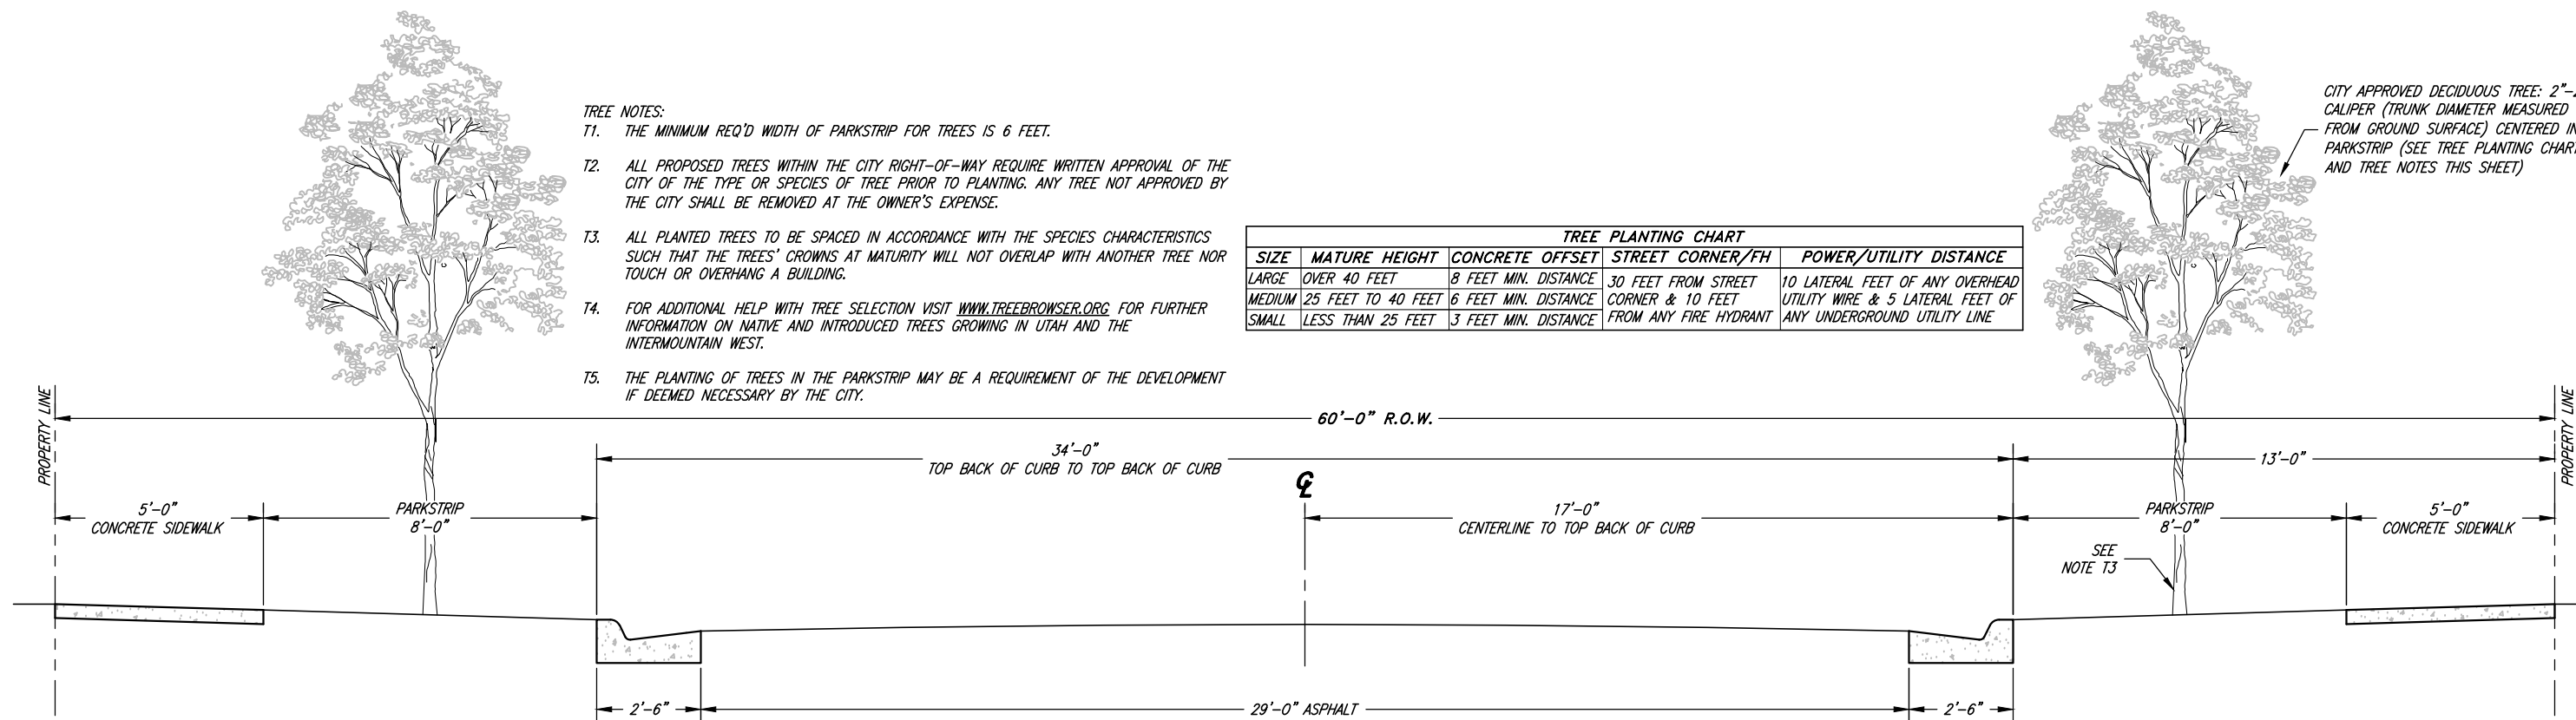 TREE NOTES:
T1. THE MINIMUM REQ'D WIDTH OF PARKSTRIP FOR TREES IS 6 FEET.
T2. ALL PROPOSED TREES WITHIN THE CITY RIGHT-OF-WAY REQUIRE WRITTEN APPROVAL OF THE
CITY OF THE TYPE OR SPECIES OF TREE PRIOR TO PLANTING. ANY TREE NOT APPROVED BY
THE CITY SHALL BE REMOVED AT THE OWNER'S EXPENSE.
T3. ALL PLANTED TREES TO BE SPACED IN ACCORDANCE WITH THE SPECIES CHARACTERISTICS
SUCH THAT THE TREES' CROWNS AT MATURITY WILL NOT OVERLAP WITH ANOTHER TREE NOR
TOUCH OR OVERHANG A BUILDING.
T4. FOR ADDITIONAL HELP WITH TREE SELECTION VISIT WWW.TREEBROWSER.ORG FOR FURTHER
INFORMATION ON NATIVE AND INTRODUCED TREES GROWING IN UTAH AND THE
INTERMOUNTAIN WEST.
T5. THE PLANTING OF TREES IN THE PARKSTRIP MAY BE A REQUIREMENT OF THE DEVELOPMENT
IF DEEMED NECESSARY BY THE CITY.
TREE PLANTING CHART
SIZE MATURE HEIGHT CONCRETE OFFSET STREET CORNER/FH POWER/UTILITY DISTANCE
LARGE OVER 40 FEET 8 FEET MIN. DISTANCE
MEDIUM 25 FEET TO 40 FEET 6 FEET MIN. DISTANCE
SMALL LESS THAN 25 FEET 3 FEET MIN. DISTANCE
30 FEET FROM STREET
CORNER & 10 FEET
FROM ANY FIRE HYDRANT
10 LATERAL FEET OF ANY OVERHEAD
UTILITY WIRE & 5 LATERAL FEET OF
ANY UNDERGROUND UTILITY LINE
CITY APPROVED DECIDUOUS TREE: 2"-
CALIPER (TRUNK DIAMETER MEASURED
FROM GROUND SURFACE) CENTERED IN
PARKSTRIP (SEE TREE PLANTING CHART
AND TREE NOTES THIS SHEET)
PROPERTY LINE
60'-0" R.O.W.
PROPERTY LINE
34'-0"
TOP BACK OF CURB TO TOP BACK OF CURB
13'-0"
5'-0"
CONCRETE SIDEWALK
PARKSTRIP
8'-0"
CL
17'-0"
CENTERLINE TO TOP BACK OF CURB
PARKSTRIP
8'-0"
5'-0"
CONCRETE SIDEWALK
SEE
NOTE T3
2'-6"
29'-0" ASPHALT
2'-6"